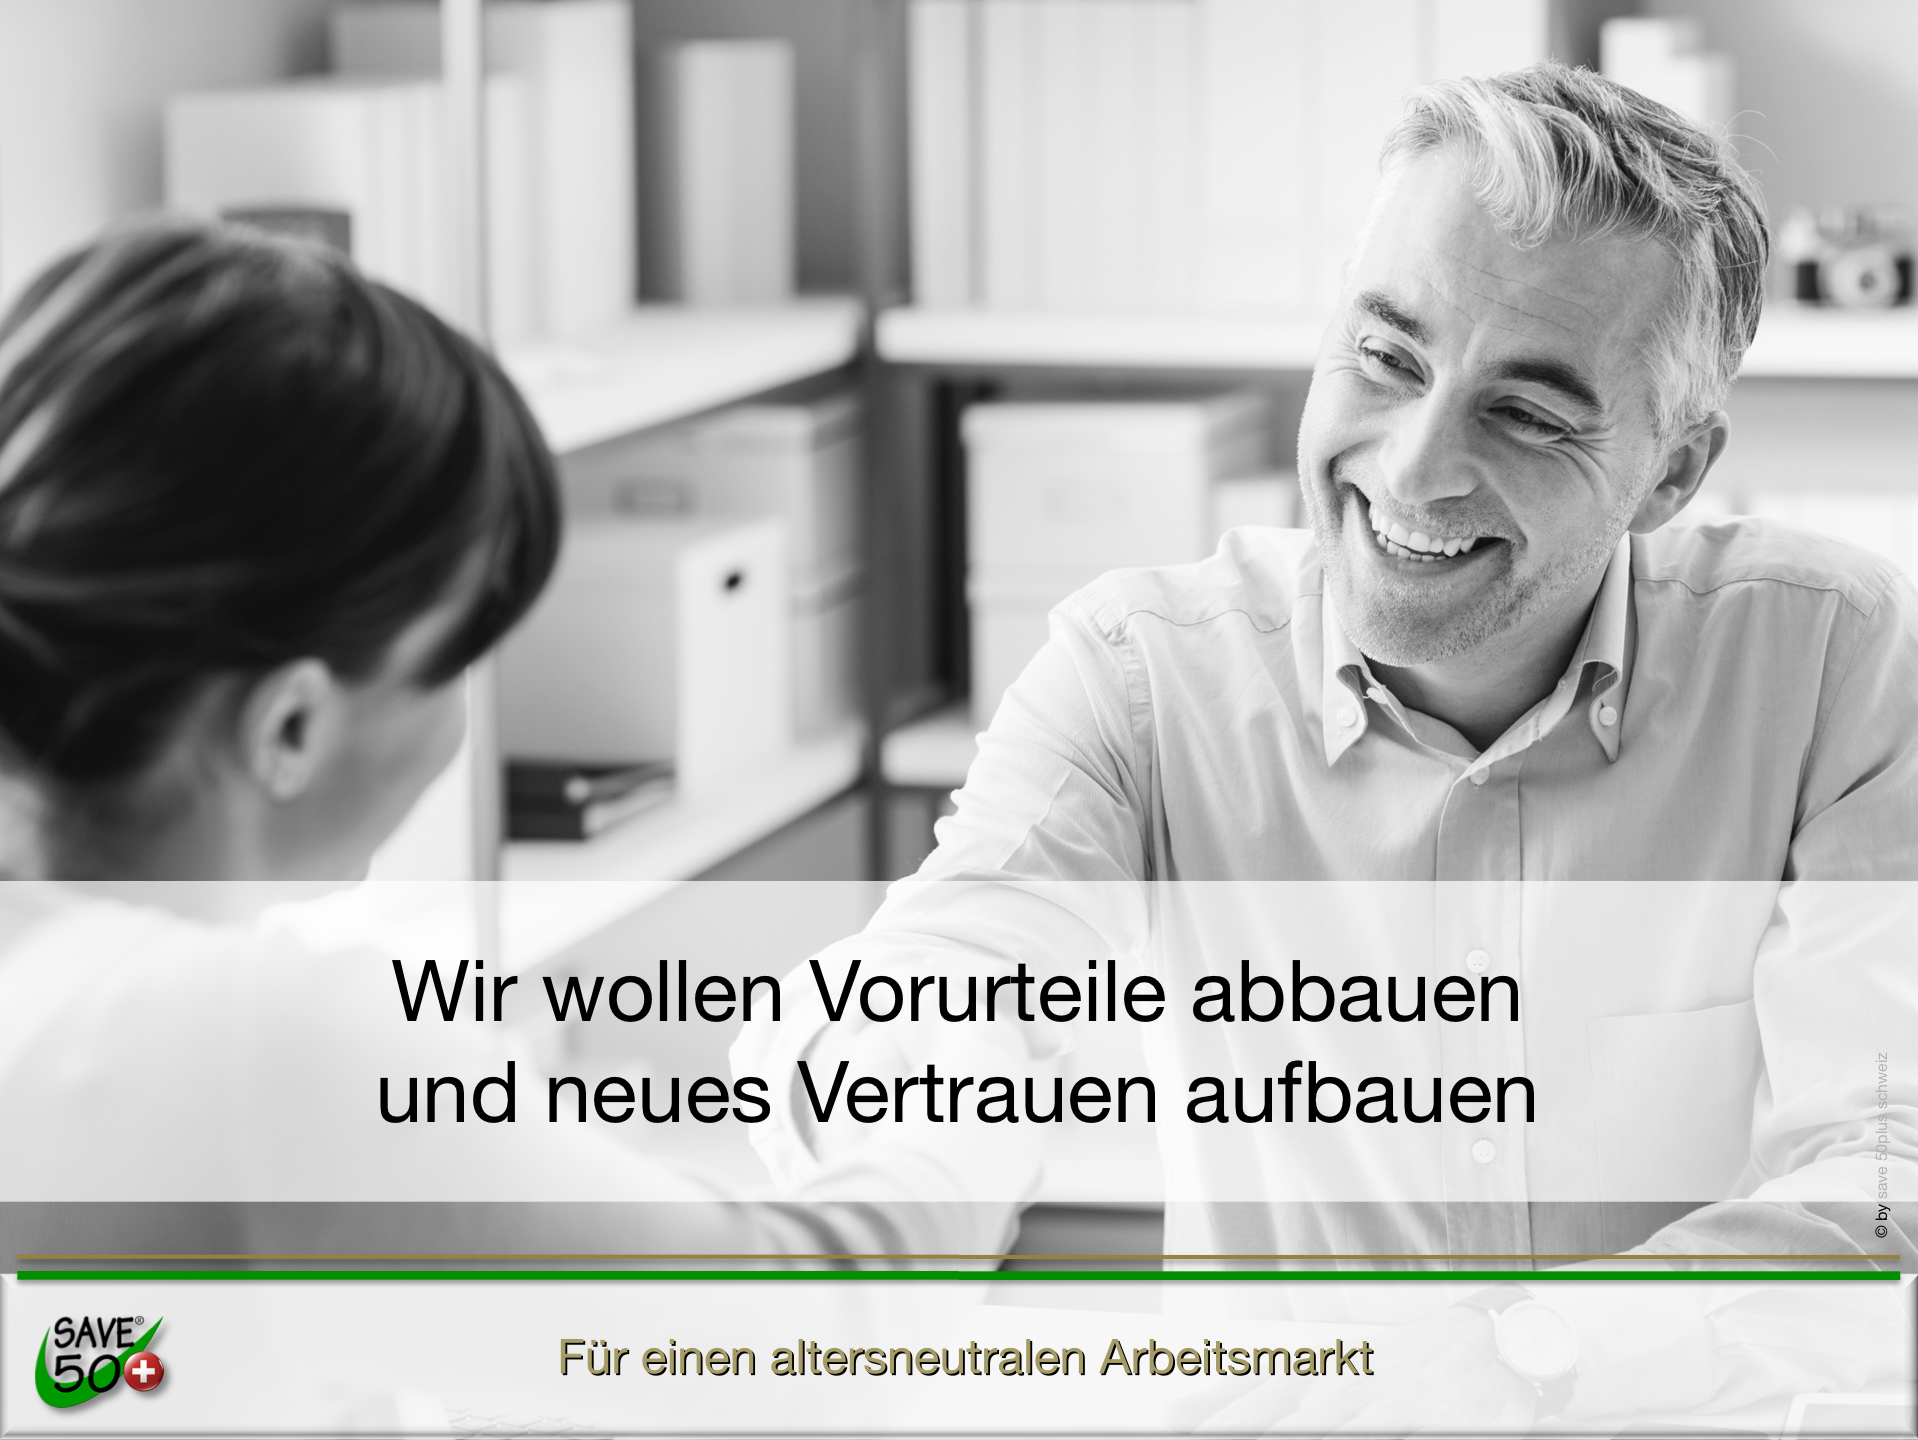 Wir wollen Vorurteile abbauen
und neues Vertrauen aufbauen
© by save 50plus schweiz
SAVE®
50+
Für einen altersneutralen Arbeitsmarkt